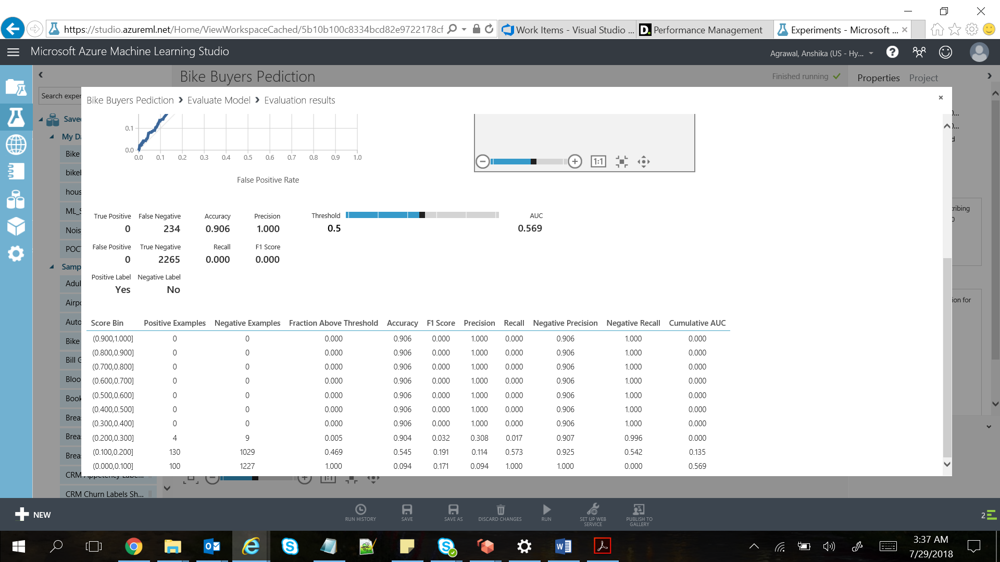 https://studio.azureml.net/Home/ViewWorkspaceCached/5b10b100c8334bcd82e9722178cf
Work Items - Visual Studio ...
D. Performance Management
Experiments - Microsoft ...
Microsoft Azure Machine Learning Studio
Agrawal, Anshika (US - Hy...
Bike Buyers Pediction
Finished running
Properties Project
Search exper
Bike Buyers Pediction > Evaluate Model > Evaluation results
Saved
My Da
Bike
bikeb
hous
ML_S
Nois
POCT
Samp
Adul
Airpo
Auto
Bike
Bill G
Bloo
Book
Breas
Breas
Breas
CRM Appetency Labe...
CRM Churn Labels Sh...
0.1
0.0
0.0 0.1 0.2 0.3 0.4 0.5 0.6 0.7 0.8 0.9 1.0
False Positive Rate
1:1
True Positive False Negative Accuracy Precision Threshold AUC
0 234 0.906 1.000 0.5 0.569
False Positive True Negative Recall F1 Score
0 2265 0.000 0.000
Positive Label Negative Label
Yes No
Score Bin Positive Examples Negative Examples Fraction Above Threshold Accuracy F1 Score Precision Recall Negative Precision Negative Recall Cumulative AUC
(0.900,1.000] 0 0 0.000 0.906 0.000 1.000 0.000 0.906 1.000 0.000
(0.800,0.900] 0 0 0.000 0.906 0.000 1.000 0.000 0.906 1.000 0.000
(0.700,0.800] 0 0 0.000 0.906 0.000 1.000 0.000 0.906 1.000 0.000
(0.600,0.700] 0 0 0.000 0.906 0.000 1.000 0.000 0.906 1.000 0.000
(0.500,0.600] 0 0 0.000 0.906 0.000 1.000 0.000 0.906 1.000 0.000
(0.400,0.500] 0 0 0.000 0.906 0.000 1.000 0.000 0.906 1.000 0.000
(0.300,0.400] 0 0 0.000 0.906 0.000 1.000 0.000 0.906 1.000 0.000
(0.200,0.300] 4 9 0.005 0.904 0.032 0.308 0.017 0.907 0.996 0.000
(0.100,0.200] 130 1029 0.469 0.545 0.191 0.114 0.573 0.925 0.542 0.135
(0.000,0.100] 100 1227 1.000 0.094 0.171 0.094 1.000 1.000 0.000 0.569
cribing
ion for
NEW
RUN HISTORY
SAVE
SAVE AS
DISCARD CHANGES
RUN
SET UP WEB
SERVICE
PUBLISH TO
GALLERY
2
3:37 AM
7/29/2018